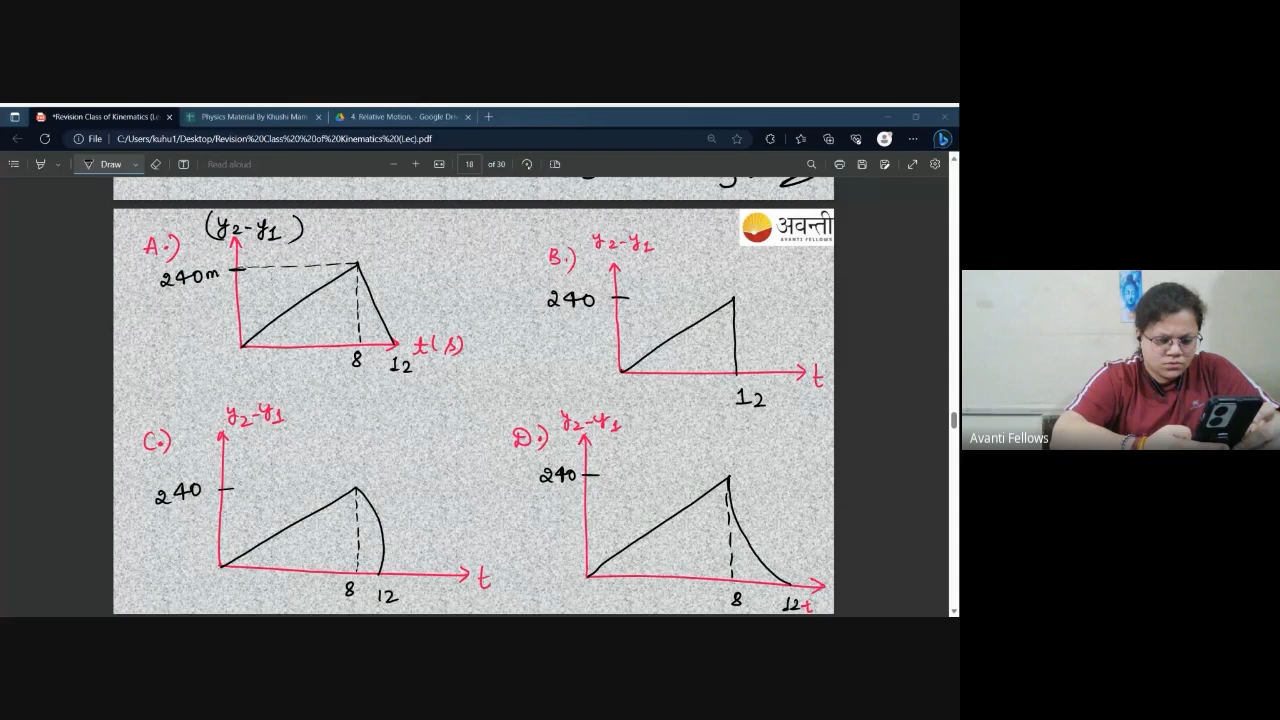 *Revision Class of Kinematics (Le
Physics Material By Khushi Mam
4. Relative Motion. - Google Dri
File
C:/Users/kuhu1/Desktop/Revision%20Class%20%20of%20Kinematics%20(Lec).pdf
Draw
Read aloud
18
of 30
अवन्ती
AVANTI FELLOWS
A.)
(y₂-y₁)
240m
8
12
t(s)
B.)
y₂-y₁
240
12
t
C.)
y₂-y₁
240
8
12
t
D.)
y₂-y₁
240
8
12
t
Avanti Fellows